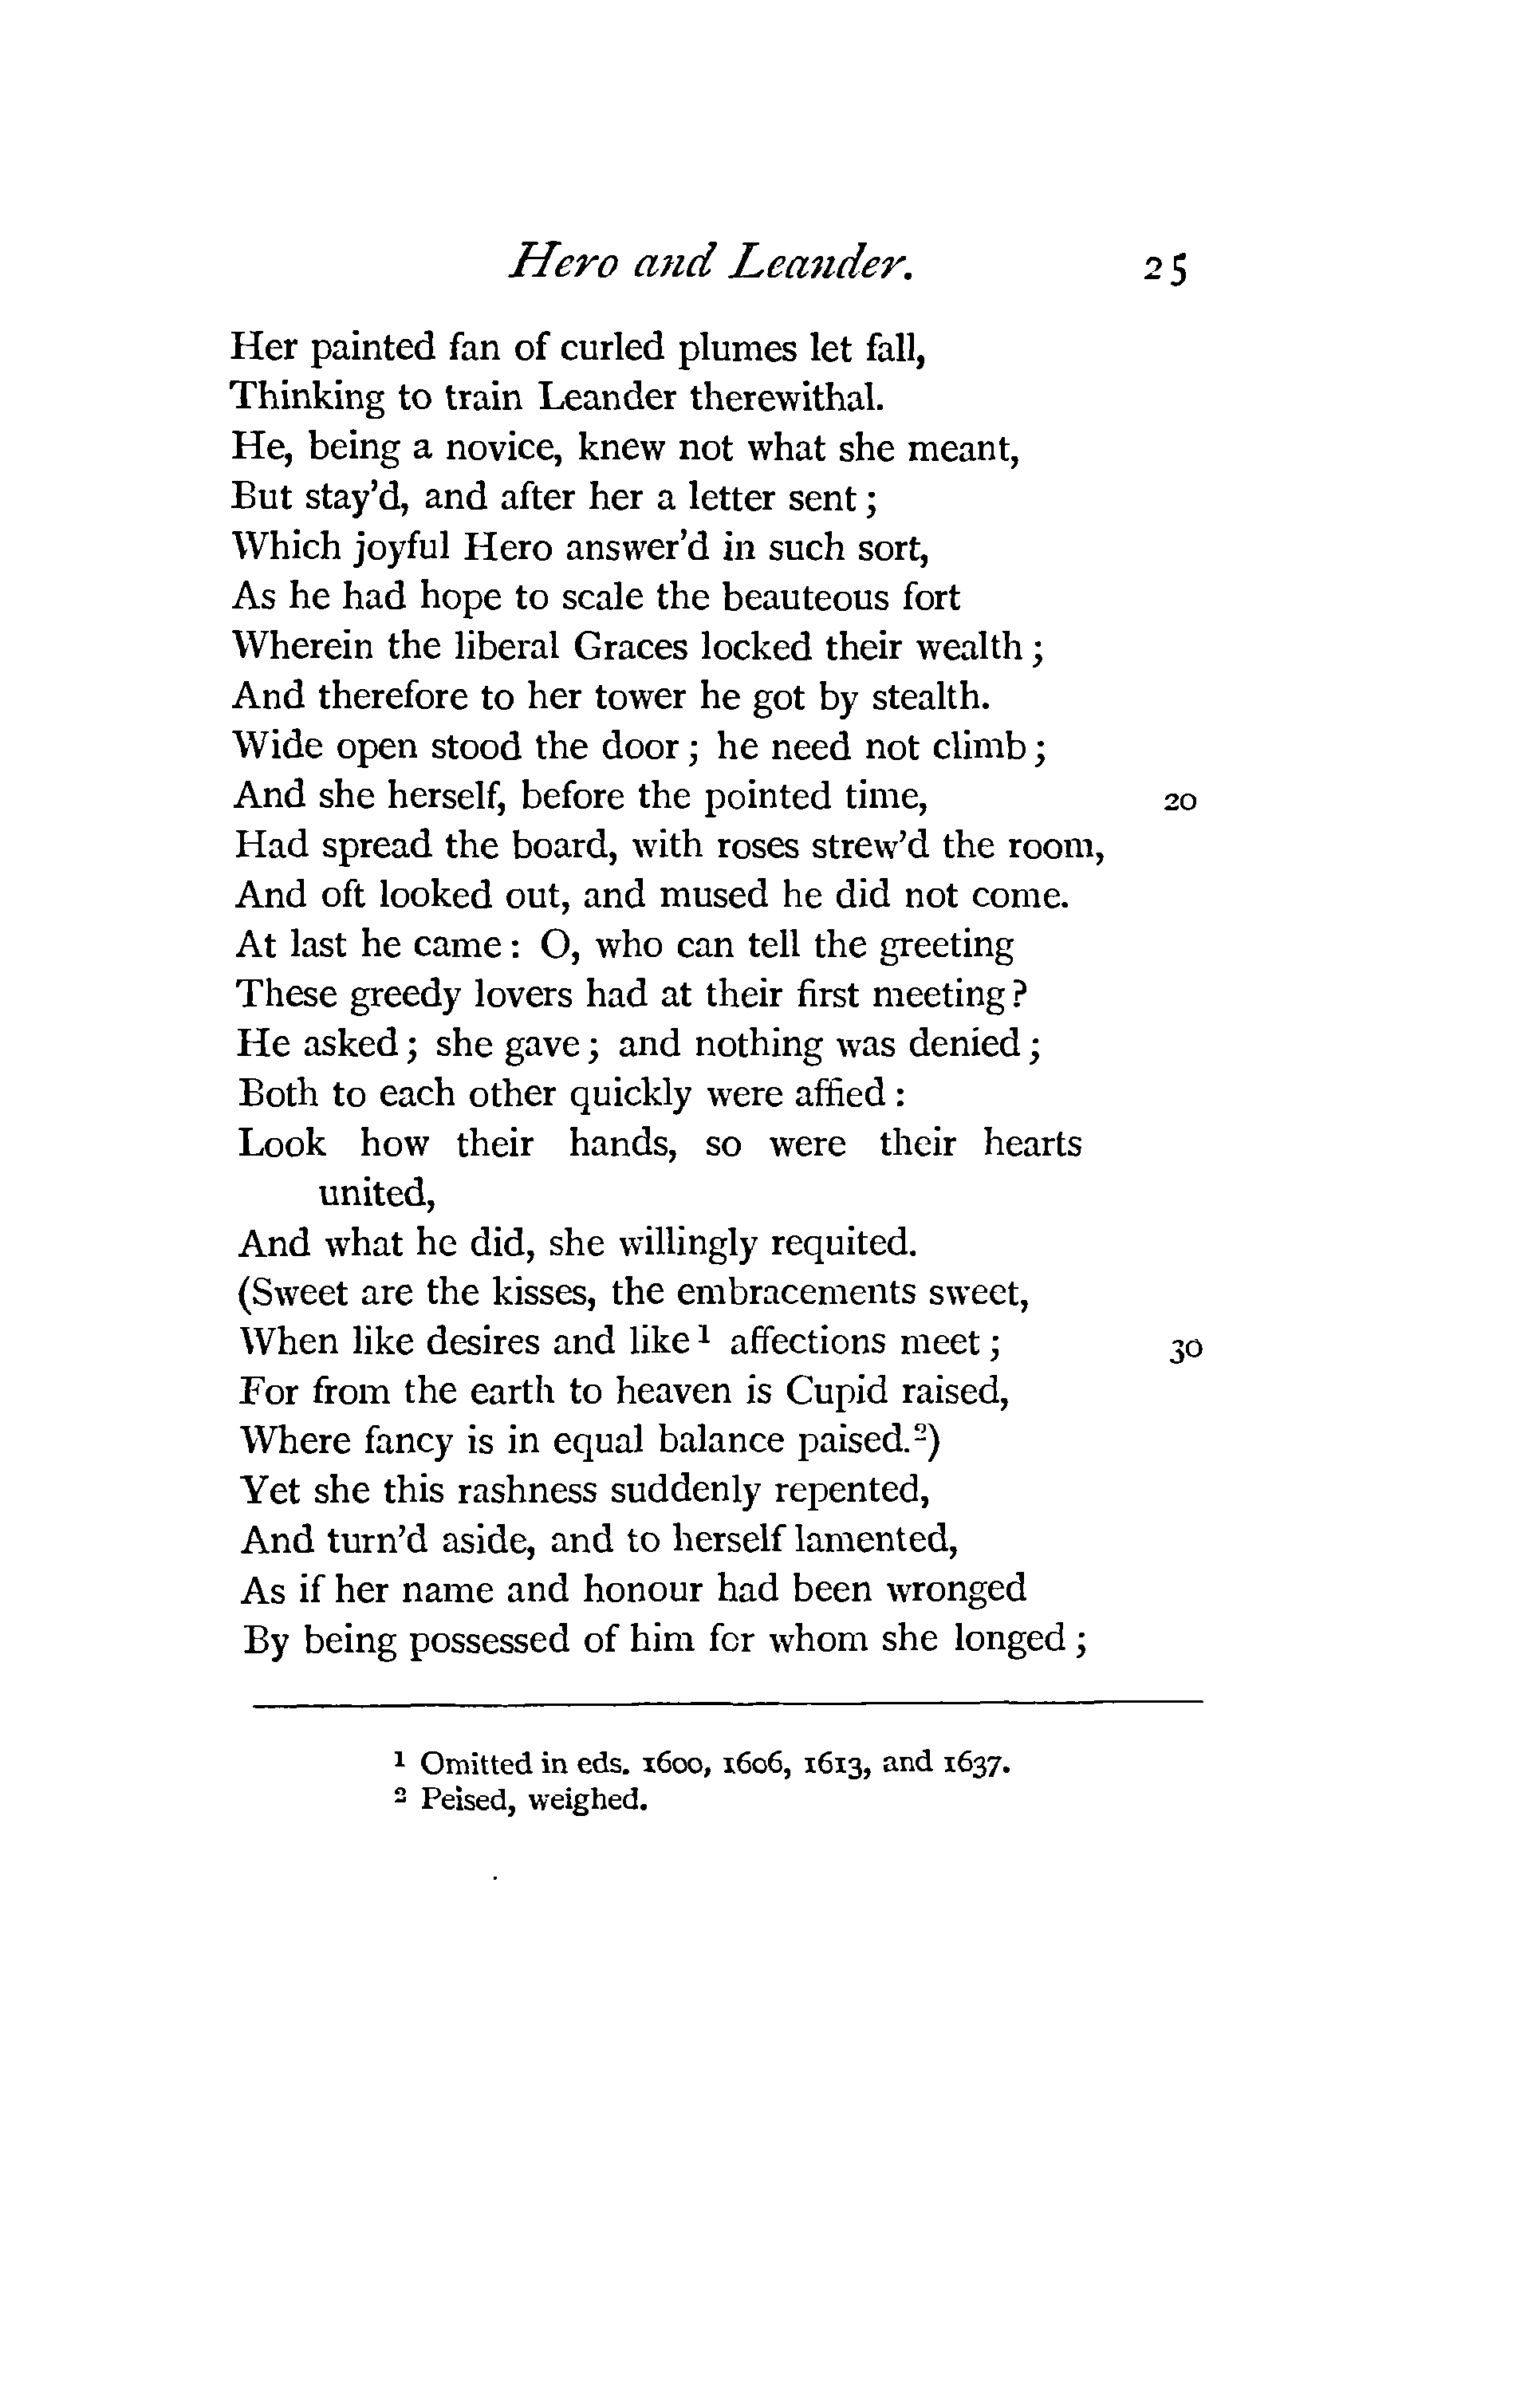 Hero and Leander. 25
Her painted fan of curled plumes let fall,
Thinking to train Leander therewithal.
He, being a novice, knew not what she meant,
But stay'd, and after her a letter sent ;
Which joyful Hero answer'd in such sort,
As he had hope to scale the beauteous fort
Wherein the liberal Graces locked their wealth ;
And therefore to her tower he got by stealth.
Wide open stood the door ; he need not climb ;
And she herself, before the pointed time, 20
Had spread the board, with roses strew'd the room,
And oft looked out, and mused he did not come.
At last he came : O, who can tell the greeting
These greedy lovers had at their first meeting ?
He asked ; she gave ; and nothing was denied ;
Both to each other quickly were affied :
Look how their hands, so were their hearts
united,
And what he did, she willingly requited.
(Sweet are the kisses, the embracements sweet,
When like desires and like ¹ affections meet ; 30
For from the earth to heaven is Cupid raised,
Where fancy is in equal balance paised.²)
Yet she this rashness suddenly repented,
And turn'd aside, and to herself lamented,
As if her name and honour had been wronged
By being possessed of him for whom she longed ;
¹ Omitted in eds. 1600, 1606, 1613, and 1637.
² Peised, weighed.